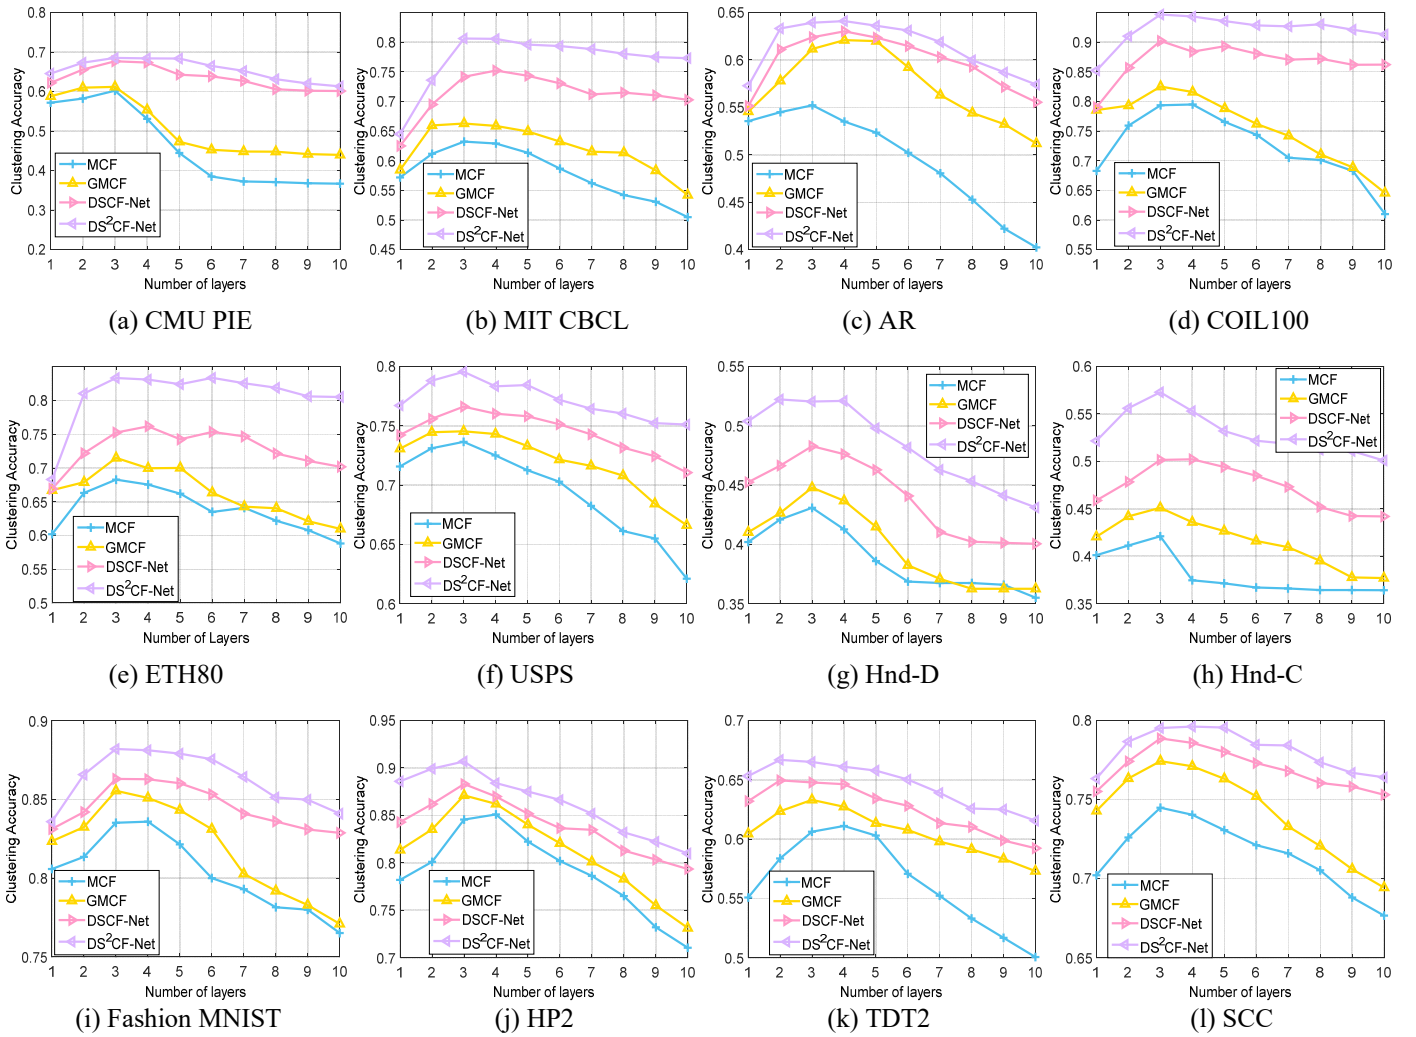 0.8
0.7
0.6
0.5
0.4
0.3
0.2
Clustering Accuracy
MCF
GMCF
DSCF-Net
DS²CF-Net
1 2 3 4 5 6 7 8 9 10
Number of layers
(a) CMU PIE
0.85
0.8
0.75
0.7
0.65
0.6
0.55
0.5
0.45
Clustering Accuracy
MCF
GMCF
DSCF-Net
DS²CF-Net
1 2 3 4 5 6 7 8 9 10
Number of layers
(b) MIT CBCL
0.65
0.6
0.55
0.5
0.45
0.4
Clustering Accuracy
MCF
GMCF
DSCF-Net
DS²CF-Net
1 2 3 4 5 6 7 8 9 10
Number of layers
(c) AR
0.9
0.85
0.8
0.75
0.7
0.65
0.6
0.55
Clustering Accuracy
MCF
GMCF
DSCF-Net
DS²CF-Net
1 2 3 4 5 6 7 8 9 10
Number of layers
(d) COIL100
0.8
0.75
0.7
0.65
0.6
0.55
0.5
Clustering Accuracy
MCF
GMCF
DSCF-Net
DS²CF-Net
1 2 3 4 5 6 7 8 9 10
Number of Layers
(e) ETH80
0.8
0.75
0.7
0.65
0.6
Clustering Accuracy
MCF
GMCF
DSCF-Net
DS²CF-Net
1 2 3 4 5 6 7 8 9 10
Number of layers
(f) USPS
0.55
0.5
0.45
0.4
0.35
Clustering Accuracy
MCF
GMCF
DSCF-Net
DS²CF-Net
1 2 3 4 5 6 7 8 9 10
Number of layers
(g) Hnd-D
0.6
0.55
0.5
0.45
0.4
0.35
Clustering Accuracy
MCF
GMCF
DSCF-Net
DS²CF-Net
1 2 3 4 5 6 7 8 9 10
Number of layers
(h) Hnd-C
0.9
0.85
0.8
0.75
Clustering Accuracy
MCF
GMCF
DSCF-Net
DS²CF-Net
1 2 3 4 5 6 7 8 9 10
Number of layers
(i) Fashion MNIST
0.95
0.9
0.85
0.8
0.75
0.7
Clustering Accuracy
MCF
GMCF
DSCF-Net
DS²CF-Net
1 2 3 4 5 6 7 8 9 10
Number of layers
(j) HP2
0.7
0.65
0.6
0.55
0.5
Clustering Accuracy
MCF
GMCF
DSCF-Net
DS²CF-Net
1 2 3 4 5 6 7 8 9 10
Number of layers
(k) TDT2
0.8
0.75
0.7
0.65
Clustering Accuracy
MCF
GMCF
DSCF-Net
DS²CF-Net
1 2 3 4 5 6 7 8 9 10
Number of layers
(l) SCC